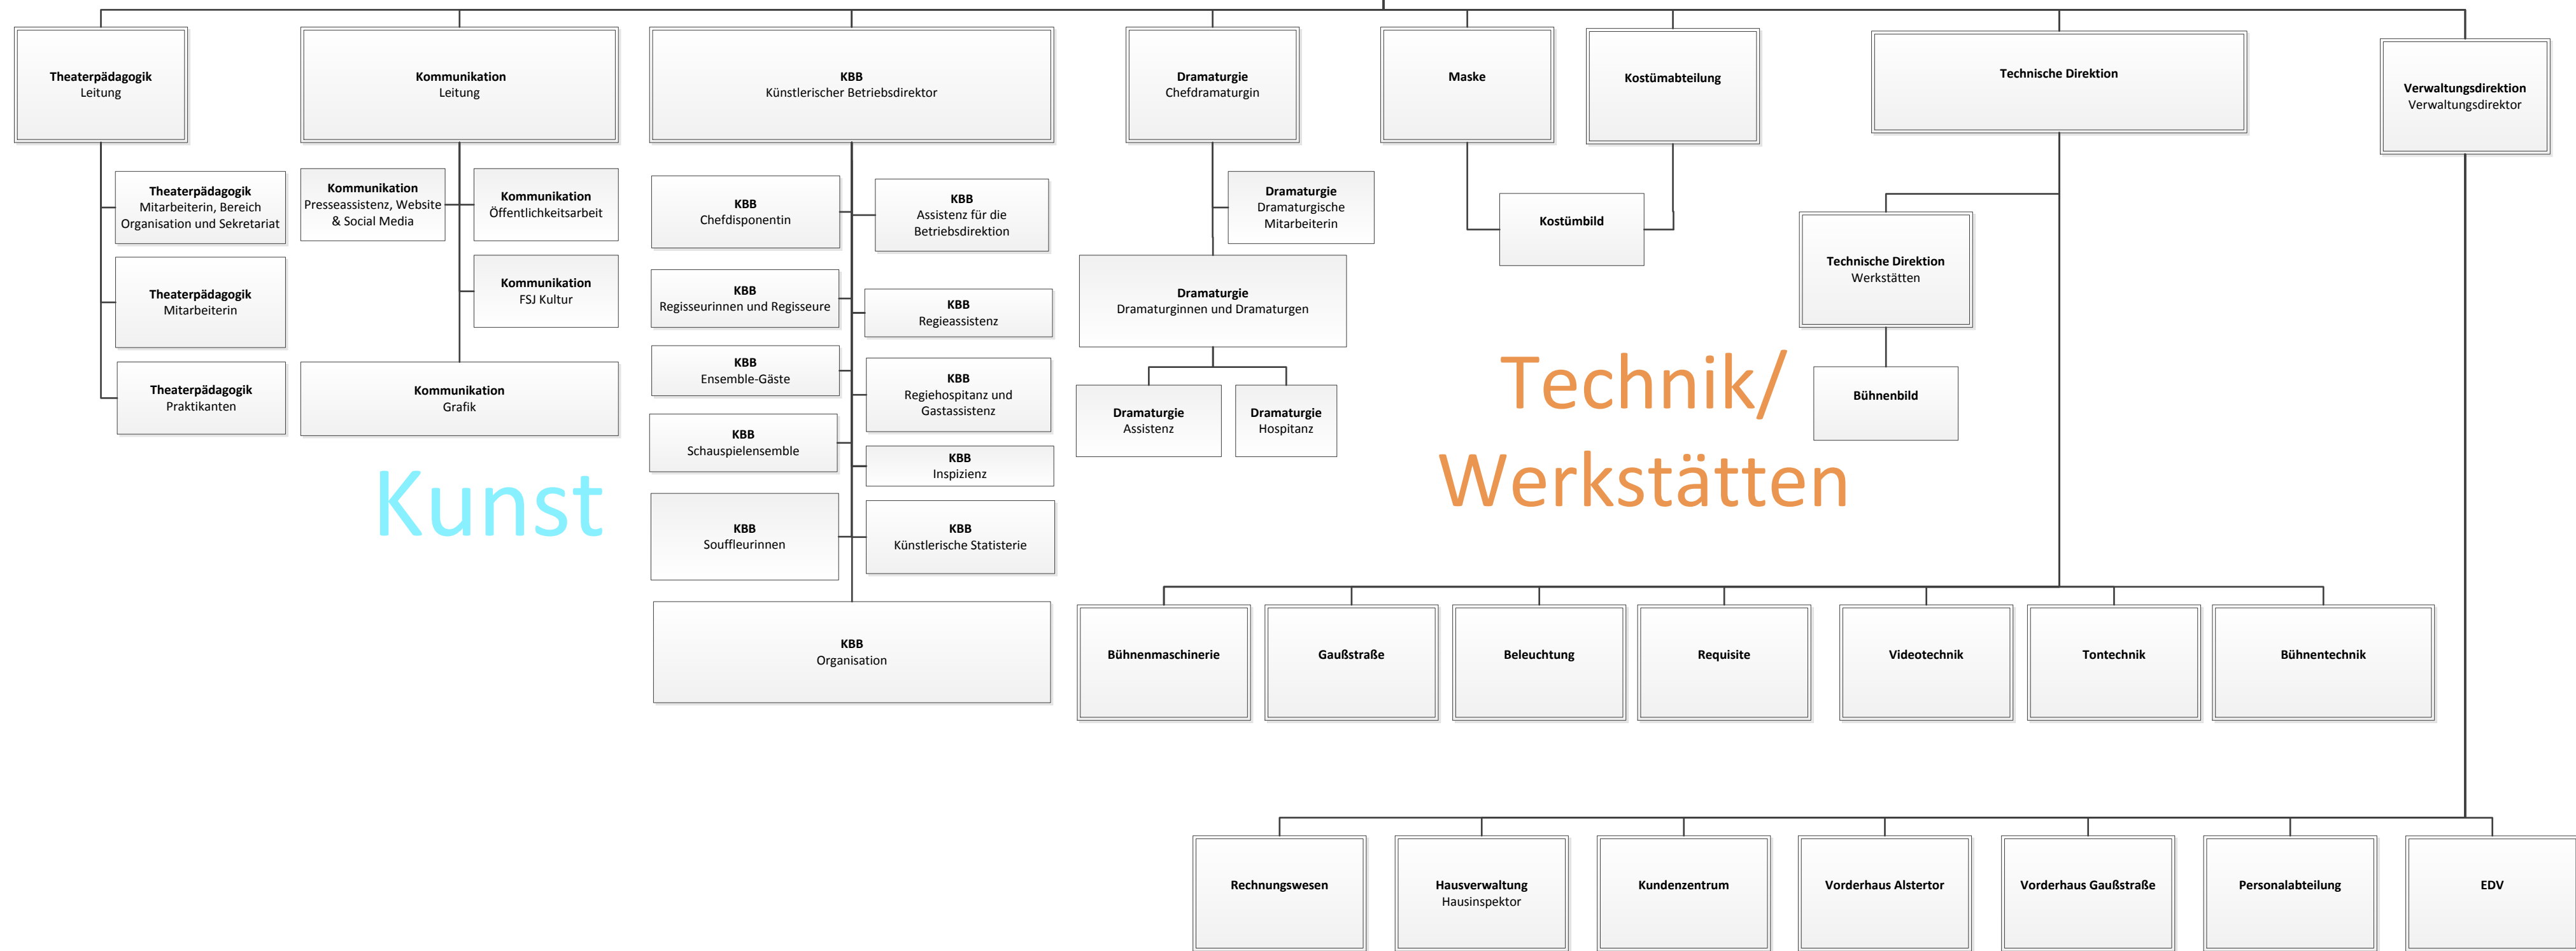 Theaterpädagogik
Leitung
Kommunikation
Leitung
KBB
Künstlerischer Betriebsdirektor
Dramaturgie
Chefdramaturgin
Maske
Kostümabteilung
Technische Direktion
Verwaltungsdirektion
Verwaltungsdirektor
Theaterpädagogik
Mitarbeiterin, Bereich
Organisation und Sekretariat
Theaterpädagogik
Mitarbeiterin
Theaterpädagogik
Praktikanten
Kommunikation
Presseassistenz, Website
& Social Media
Kommunikation
Öffentlichkeitsarbeit
Kommunikation
FSJ Kultur
Kommunikation
Grafik
Kunst
KBB
Chefdisponentin
KBB
Assistenz für die
Betriebsdirektion
KBB
Regisseurinnen und Regisseure
KBB
Regieassistenz
KBB
Ensemble-Gäste
KBB
Regiehospitanz und
Gastassistenz
KBB
Schauspielensemble
KBB
Inspizienz
KBB
Souffleurinnen
KBB
Künstlerische Statisterie
KBB
Organisation
Dramaturgie
Dramaturgische
Mitarbeiterin
Dramaturgie
Dramaturginnen und Dramaturgen
Dramaturgie
Assistenz
Dramaturgie
Hospitanz
Kostümbild
Technische Direktion
Werkstätten
Bühnenbild
Technik/
Werkstätten
Bühnenmaschinerie
Gaußstraße
Beleuchtung
Requisite
Videotechnik
Tontechnik
Bühnentechnik
Rechnungswesen
Hausverwaltung
Hausinspektor
Kundenzentrum
Vorderhaus Alstertor
Vorderhaus Gaußstraße
Personalabteilung
EDV